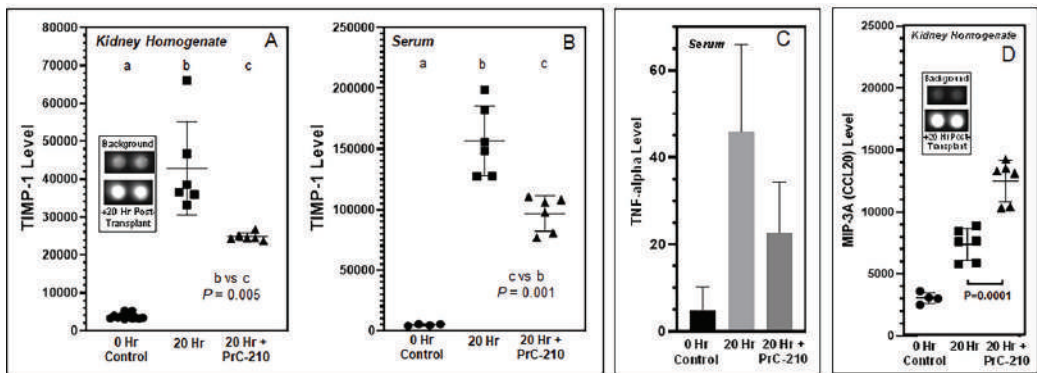 Kidney Homogenate A
a b c
TIMP-1 Level
80000
70000
60000
50000
40000
30000
20000
10000
0
Background
+20 Hr Post-
Transplant
b vs c
P = 0.005
0 Hr
Control
20 Hr
20 Hr +
PrC-210
Serum B
a b c
TIMP-1 Level
250000
200000
150000
100000
50000
0
c vs b
P = 0.001
0 Hr
Control
20 Hr
20 Hr +
PrC-210
Serum C
TNF-alpha Level
60
40
20
0
0 Hr
Control
20 Hr
20 Hr +
PrC-210
Kidney Homogenate
D
MIP-3A (CCL20) Level
25000
20000
15000
10000
5000
0
Background
+20 Hr Post-
Transplant
P=0.0001
0 Hr
Control
20 Hr
20 Hr +
PrC-210